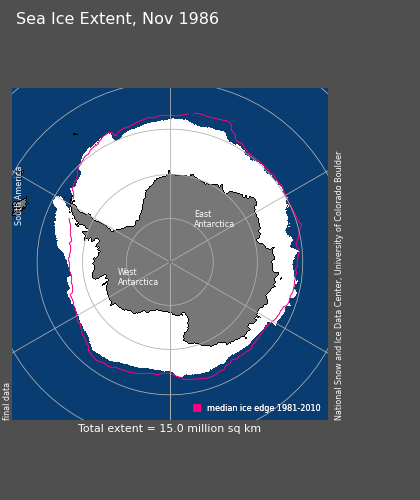 Sea Ice Extent, Nov 1986
South America
East
Antarctica
West
Antarctica
National Snow and Ice Data Center, University of Colorado Boulder
final data
median ice edge 1981-2010
Total extent = 15.0 million sq km